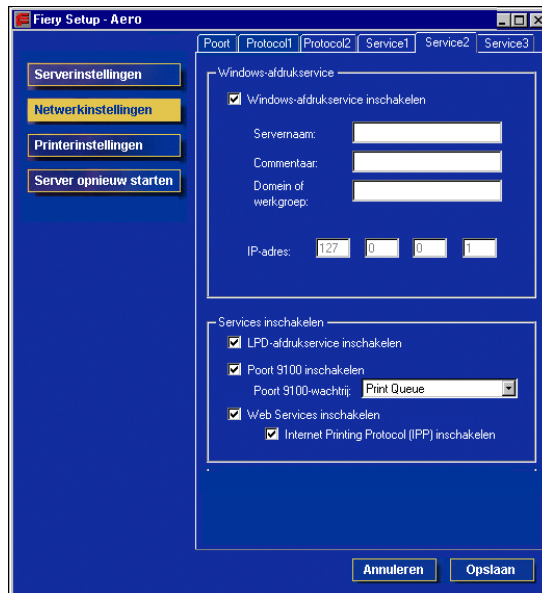 Fiery Setup - Aero
Poort Protocol1 Protocol2 Service1 Service2 Service3
Serverinstellingen
Netwerkinstellingen
Printerinstellingen
Server opnieuw starten
Windows-afdrukservice
Windows-afdrukservice inschakelen
Servernaam:
Commentaar:
Domein of
werkgroep:
IP-adres: 127 0 0 1
Services inschakelen
LPD-afdrukservice inschakelen
Poort 9100 inschakelen
Poort 9100-wachtrij: Print Queue
Web Services inschakelen
Internet Printing Protocol (IPP) inschakelen
Annuleren Opslaan